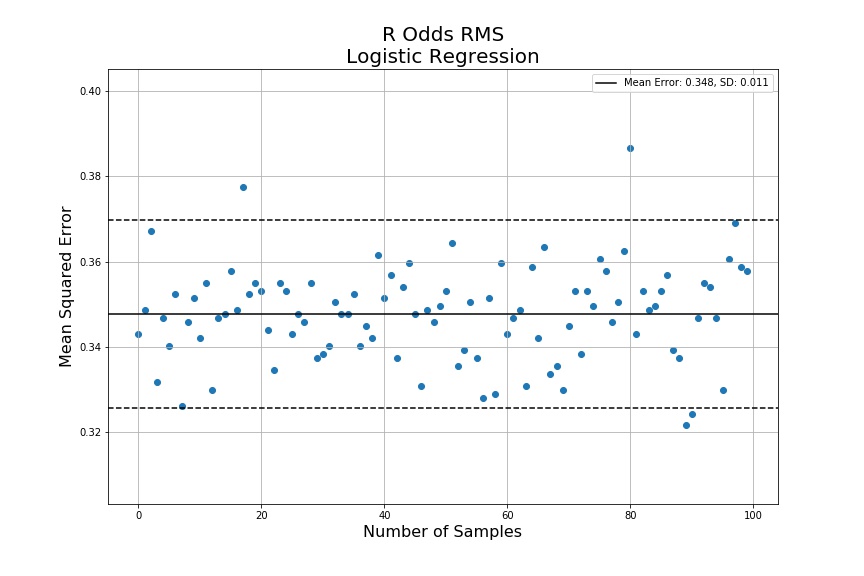 R Odds RMS
Logistic Regression
Mean Error: 0.348, SD: 0.011
Mean Squared Error
0.40
0.38
0.36
0.34
0.32
0
20
40
60
80
100
Number of Samples